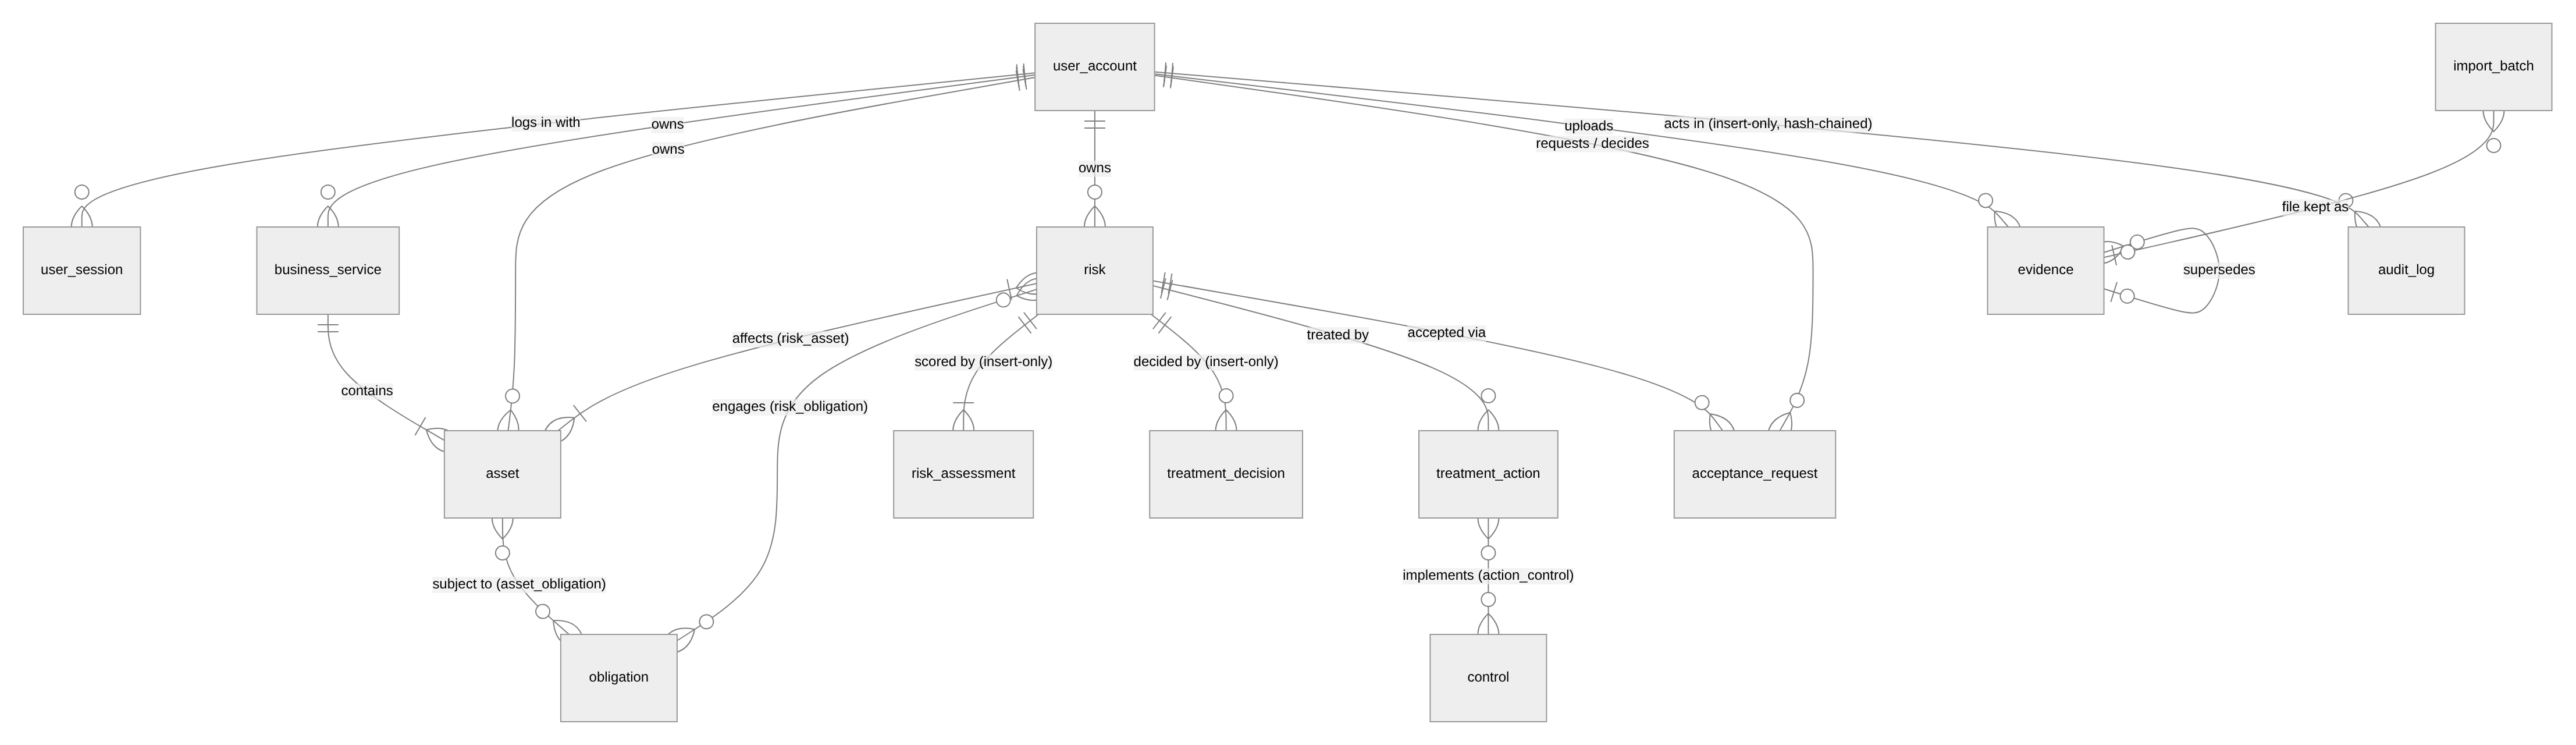 user_account
import_batch
logs in with
owns
owns
owns
uploads
requests / decides
acts in (insert-only, hash-chained)
file kept as
user_session
business_service
risk
evidence
supersedes
audit_log
contains
affects (risk_asset)
scored by (insert-only)
decided by (insert-only)
treated by
accepted via
engages (risk_obligation)
asset
risk_assessment
treatment_decision
treatment_action
acceptance_request
subject to (asset_obligation)
implements (action_control)
obligation
control